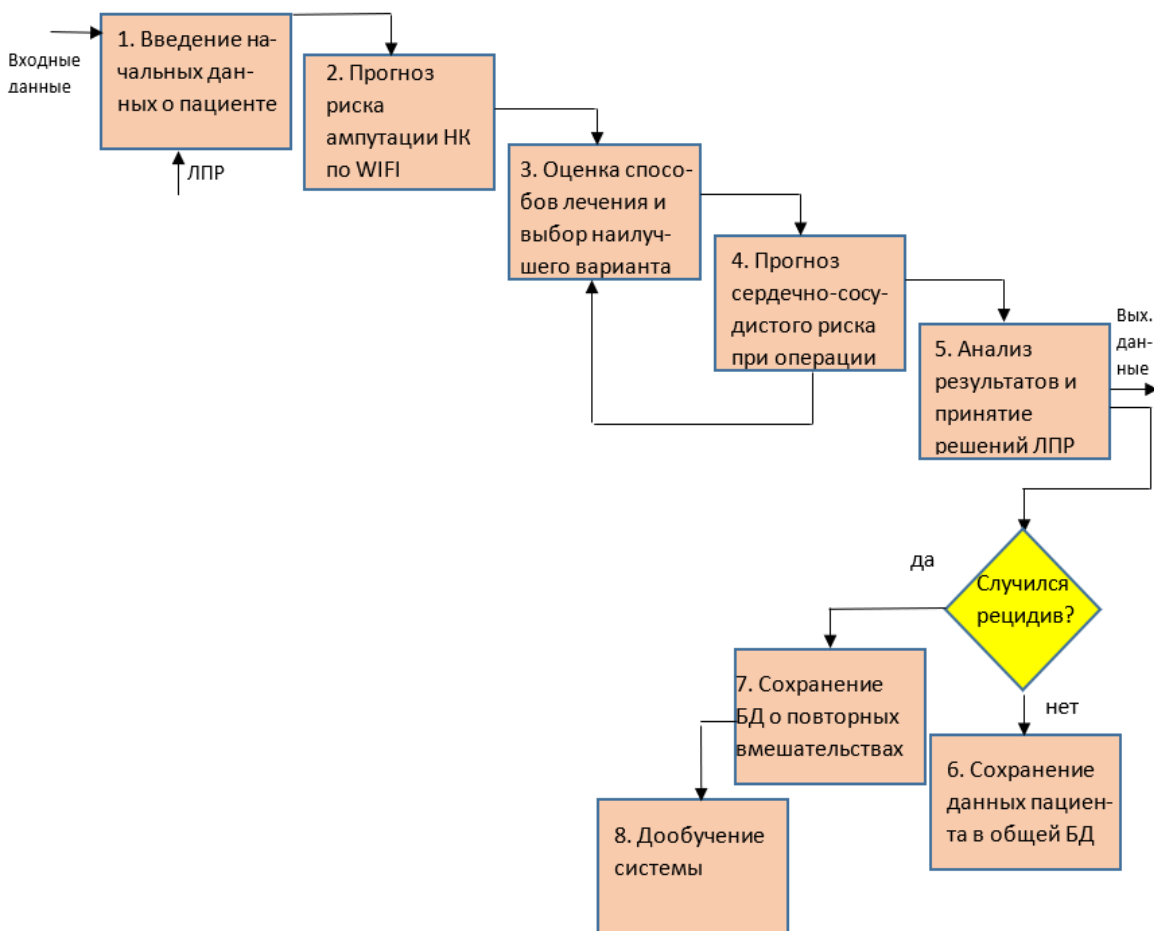 Входные
данные
1. Введение на-
чальных дан-
ных о пациенте
ЛПР
2. Прогноз
риска
ампутации НК
по WIFI
3. Оценка спосо-
бов лечения и
выбор наилуч-
шего варианта
4. Прогноз
сердечно-сосу-
дистого риска
при операции
5. Анализ
результатов и
принятие
решений ЛПР
Вых.
дан-
ные
Случился
рецидив?
да
нет
7. Сохранение
БД о повторных
вмешательствах
6. Сохранение
данных пациен-
та в общей БД
8. Дообучение
системы